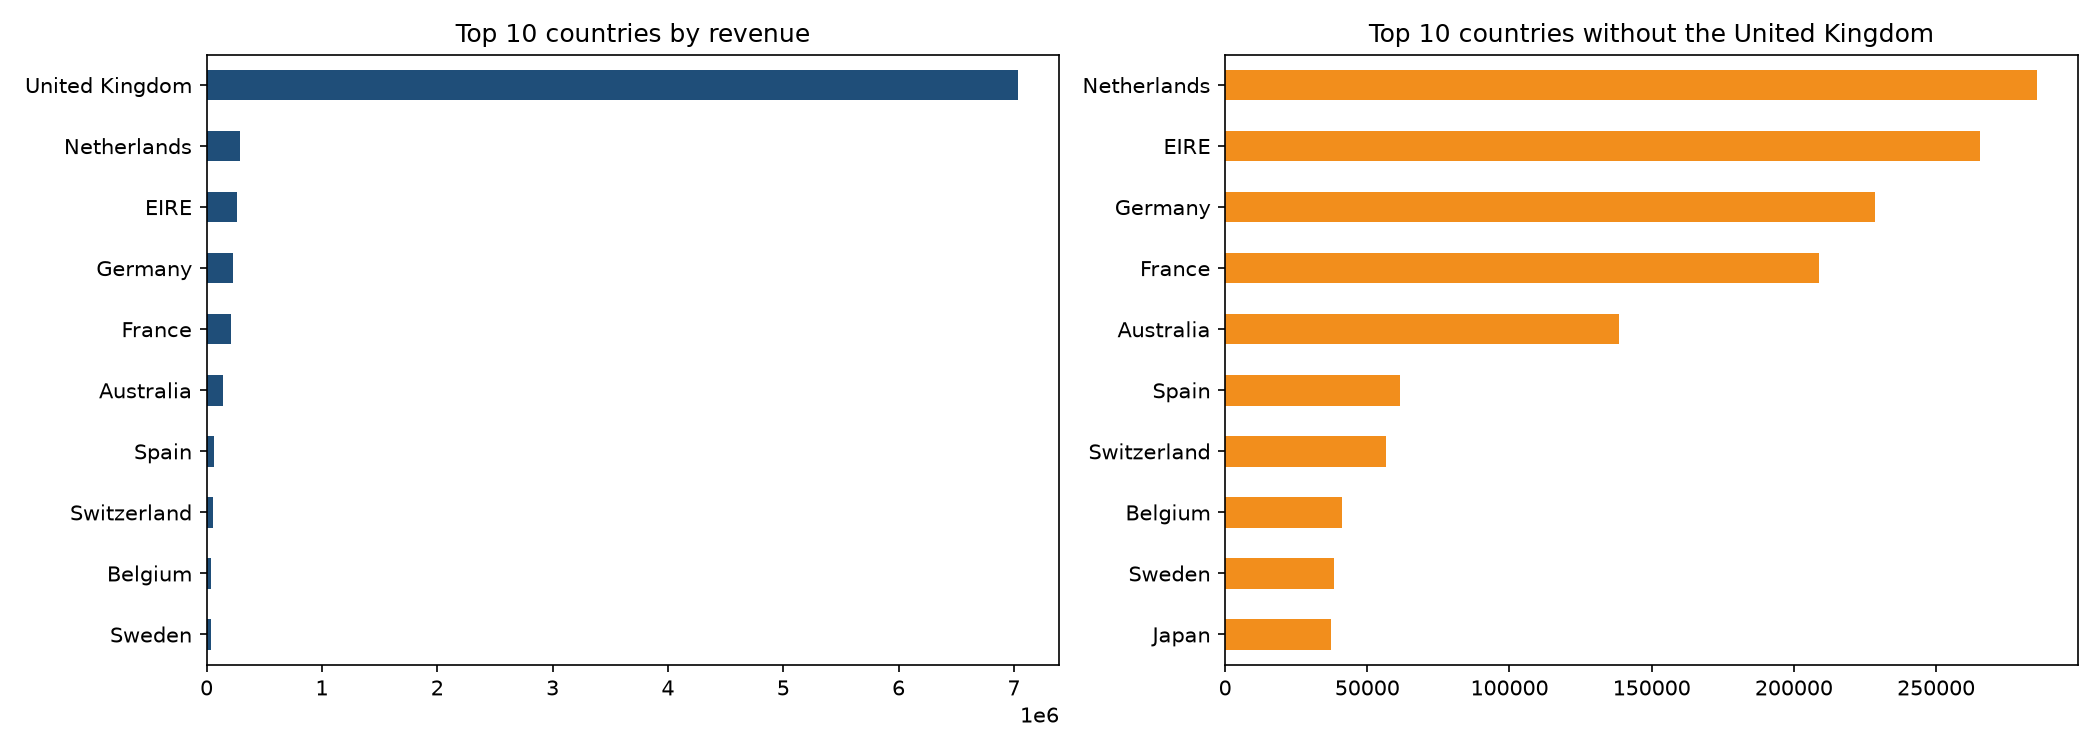 Top 10 countries by revenue
United Kingdom
Netherlands
EIRE
Germany
France
Australia
Spain
Switzerland
Belgium
Sweden
0 1 2 3 4 5 6 7
1e6
Top 10 countries without the United Kingdom
Netherlands
EIRE
Germany
France
Australia
Spain
Switzerland
Belgium
Sweden
Japan
0 50000 100000 150000 200000 250000